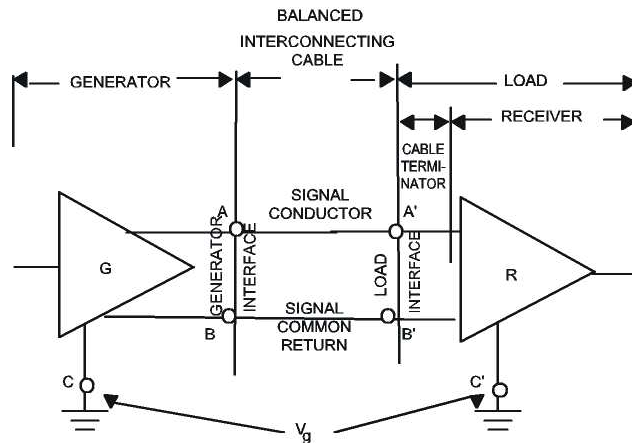 BALANCED
INTERCONNECTING
CABLE
GENERATOR
LOAD
RECEIVER
CABLE
TERMI-
NATOR
A
SIGNAL
CONDUCTOR
A'
GENERATOR
INTERFACE
LOAD
INTERFACE
G
R
B
SIGNAL
COMMON
RETURN
B'
C
C'
Vg